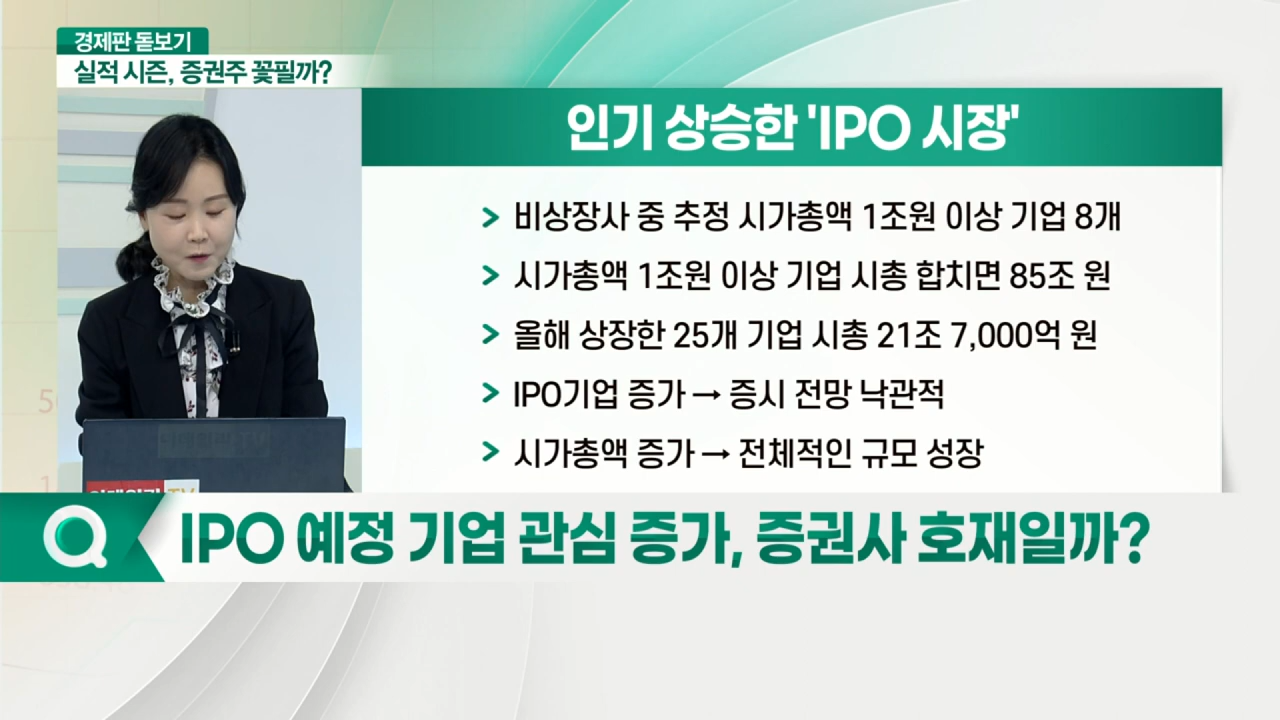 경제판 돋보기
실적 시즌, 증권주 꽃필까?
인기 상승한 'IPO 시장'
> 비상장사 중 추정 시가총액 1조원 이상 기업 8개
> 시가총액 1조원 이상 기업 시총 합치면 85조 원
> 올해 상장한 25개 기업 시총 21조 7,000억 원
> IPO기업 증가 → 증시 전망 낙관적
> 시가총액 증가 → 전체적인 규모 성장
IPO 예정 기업 관심 증가, 증권사 호재일까?